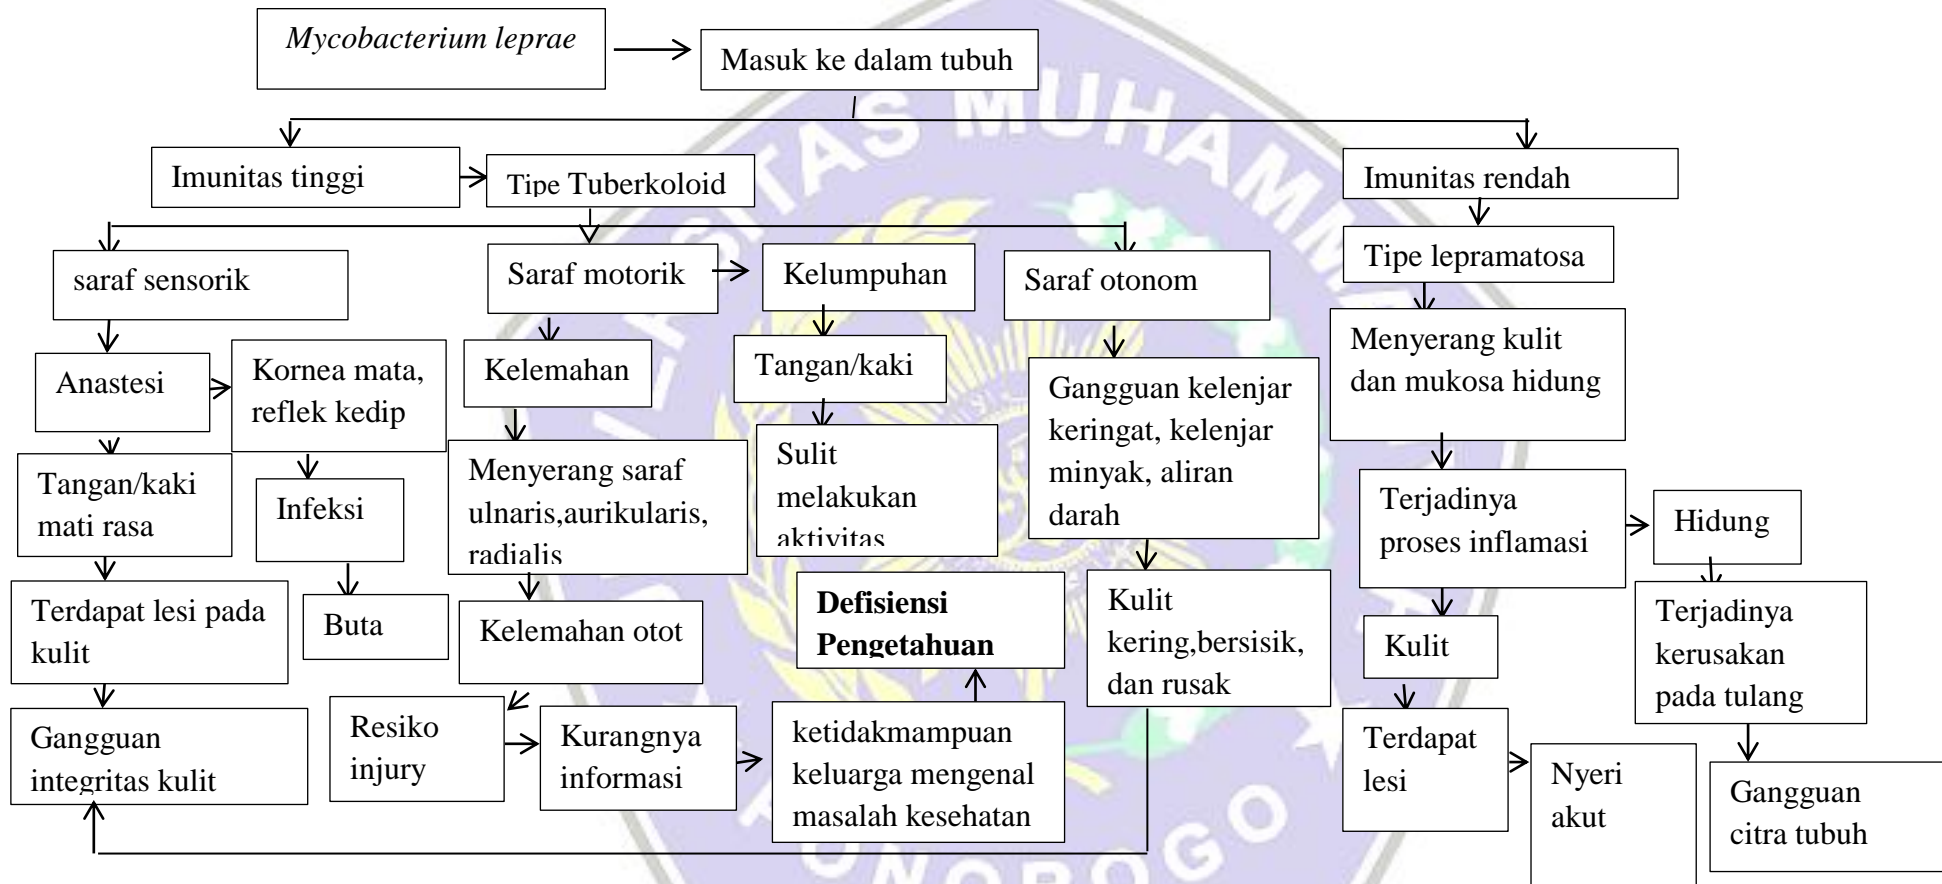 Mycobacterium leprae
Masuk ke dalam tubuh
Imunitas tinggi
Tipe Tuberkoloid
Imunitas rendah
saraf sensorik
Saraf motorik
Kelumpuhan
Saraf otonom
Tipe lepramatosa
Anastesi
Kornea mata,
reflek kedip
Kelemahan
Tangan/kaki
Gangguan kelenjar
keringat, kelenjar
minyak, aliran
darah
Menyerang kulit
dan mukosa hidung
Tangan/kaki
mati rasa
Infeksi
Menyerang saraf
ulnaris,aurikularis,
radialis
Sulit
melakukan
aktivitas
Terjadinya
proses inflamasi
Hidung
Terdapat lesi pada
kulit
Buta
Kelemahan otot
Defisiensi
Pengetahuan
Kulit
kering,bersisik,
dan rusak
Kulit
Terjadinya
kerusakan
pada tulang
Gangguan
integritas kulit
Resiko
injury
Kurangnya
informasi
ketidakmampuan
keluarga mengenal
masalah kesehatan
Terdapat
lesi
Nyeri
akut
Gangguan
citra tubuh
ERSITAS MUHAMMA
ONOROGO